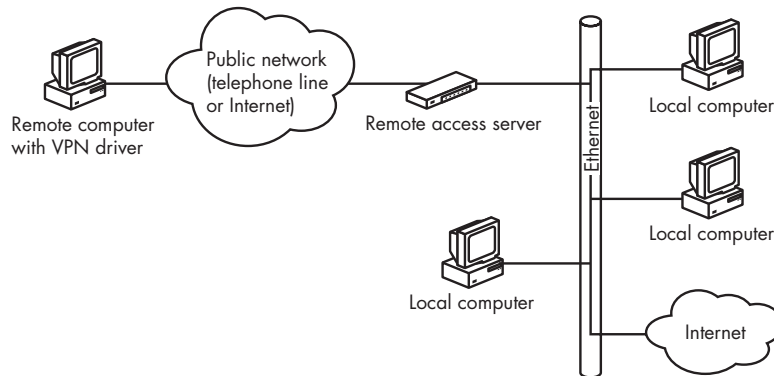 Public network
(telephone line
or Internet)
Remote computer
with VPN driver
Remote access server
Ethernet
Local computer
Local computer
Local computer
Internet